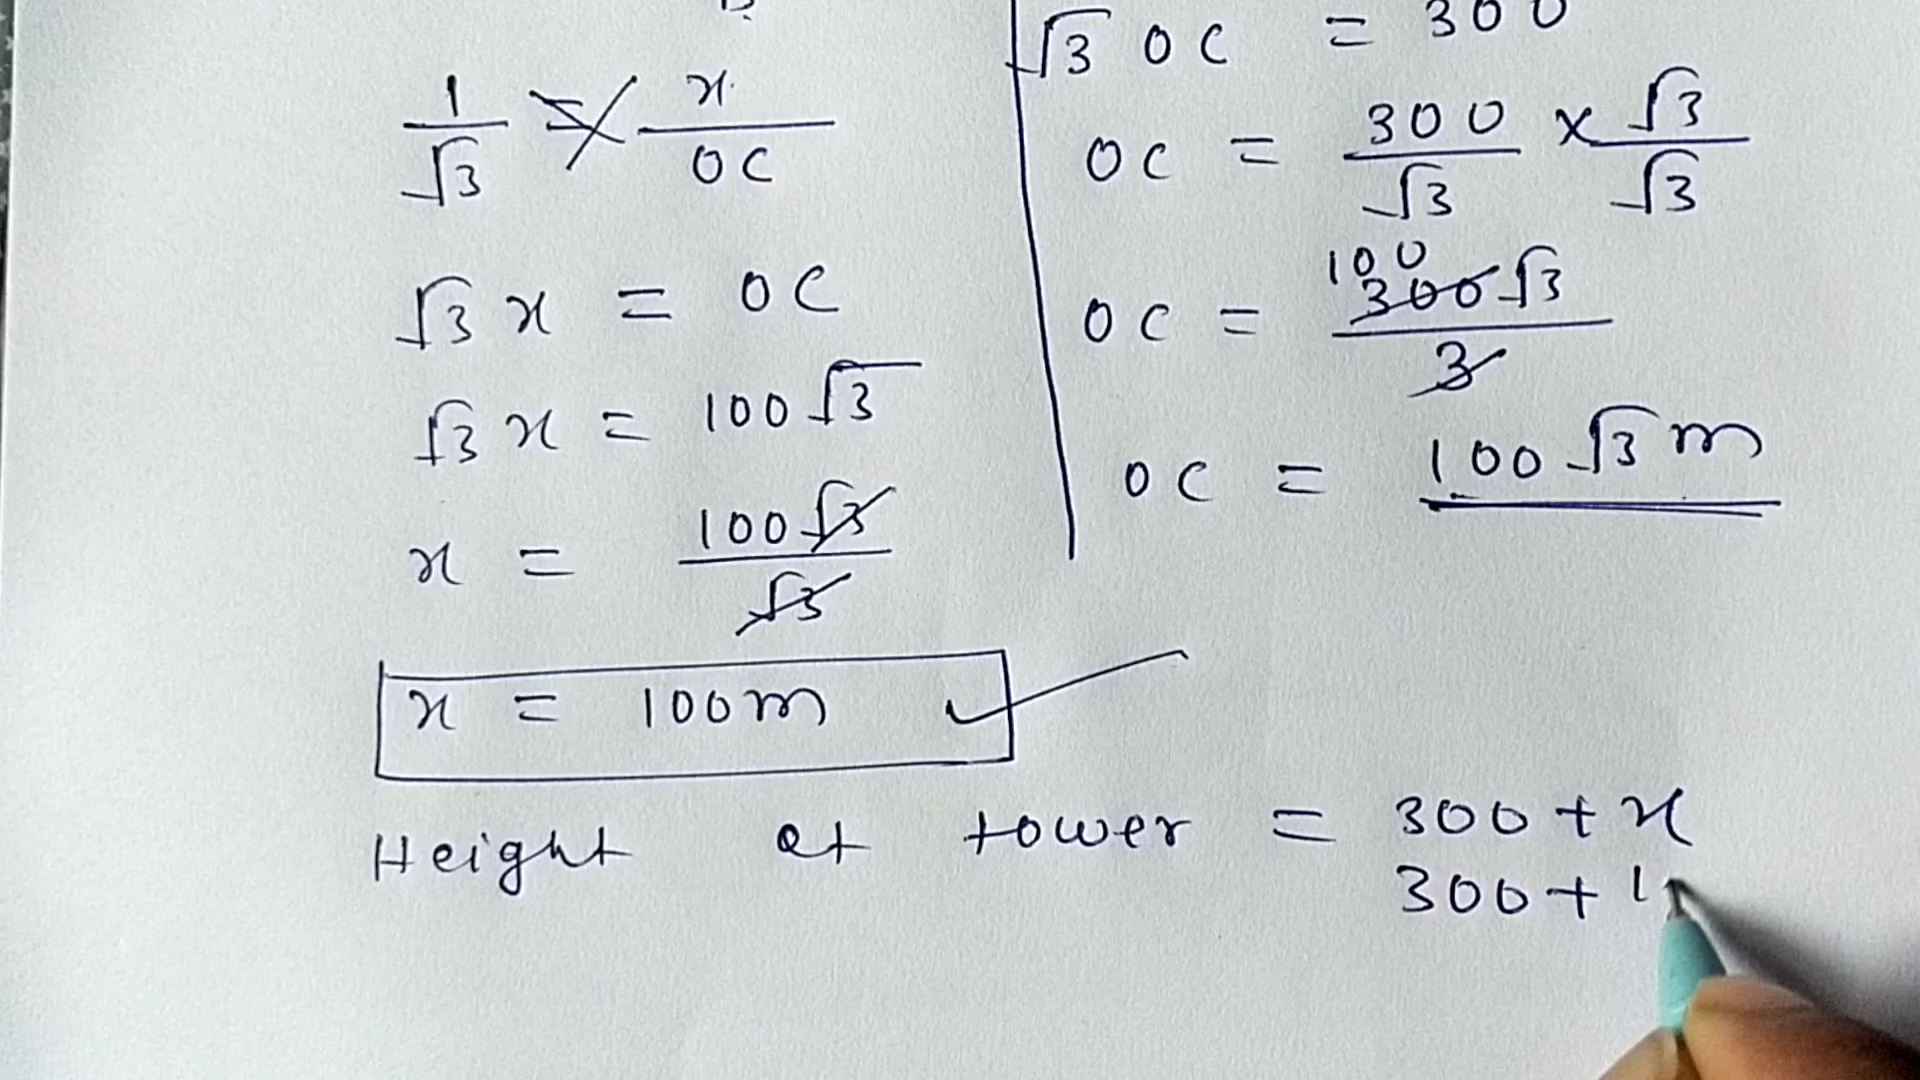 1/√3 = x/OC
√3 x = OC
√3 x = 100√3
x = 100√3/√3
x = 100m
√3 OC = 300
OC = 300/√3 × √3/√3
100
OC = 300√3/3
OC = 100√3 m
Height at tower = 300 + x
300 + 1